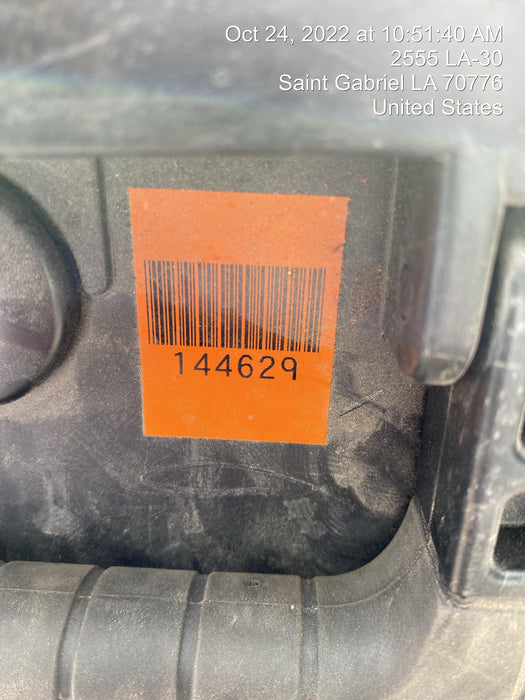 Oct 24, 2022 at 10:51:40 AM
2555 LA-30
Saint Gabriel LA 70776
United States
144629